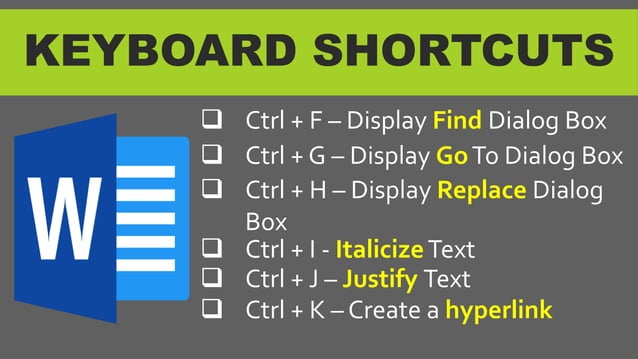 KEYBOARD SHORTCUTS
W
❑ Ctrl + F – Display Find Dialog Box
❑ Ctrl + G – Display Go To Dialog Box
❑ Ctrl + H – Display Replace Dialog
Box
❑ Ctrl + I - Italicize Text
❑ Ctrl + J – Justify Text
❑ Ctrl + K – Create a hyperlink